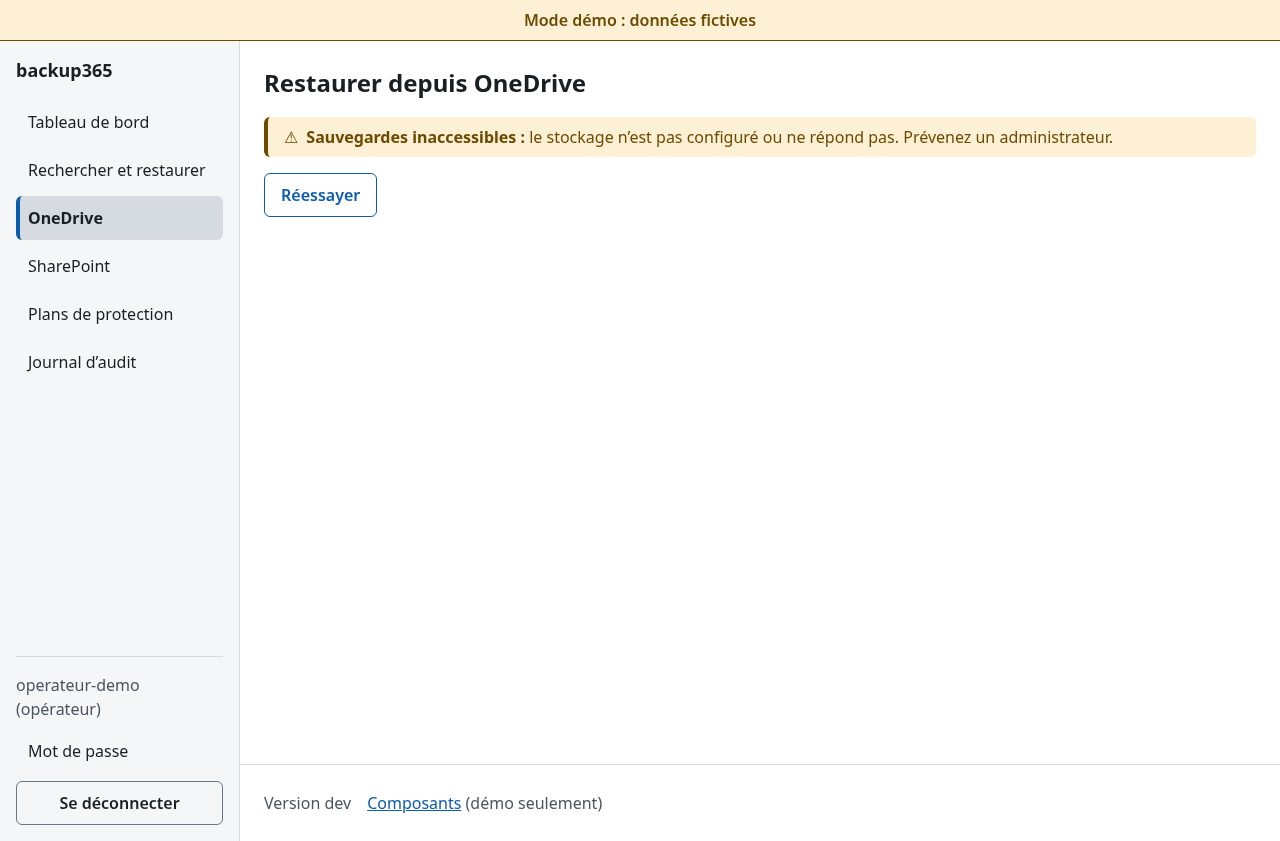 Mode démo : données fictives
backup365
Tableau de bord
Rechercher et restaurer
OneDrive
SharePoint
Plans de protection
Journal d’audit
operateur-demo
(opérateur)
Mot de passe
Se déconnecter
Restaurer depuis OneDrive
⚠ Sauvegardes inaccessibles : le stockage n’est pas configuré ou ne répond pas. Prévenez un administrateur.
Réessayer
Version dev Composants (démo seulement)